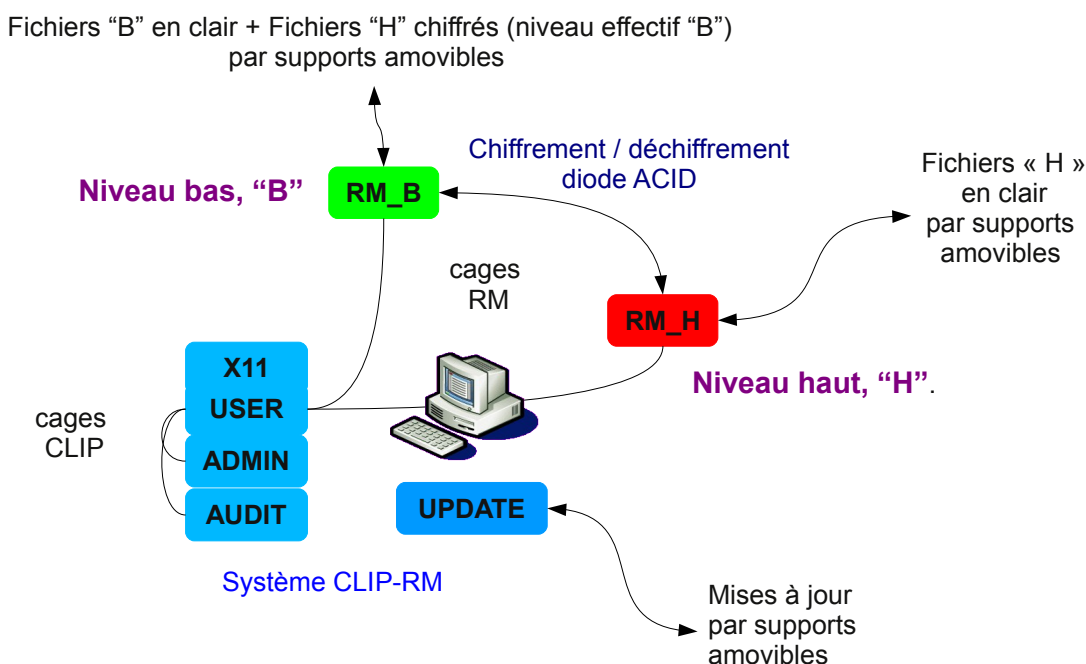 Fichiers “B” en clair + Fichiers “H” chiffrés (niveau effectif “B”)
par supports amovibles
Chiffrement / déchiffrement
diode ACID
Fichiers « H »
en clair
par supports
amovibles
Niveau bas, “B”
RM_B
cages
RM
RM_H
Niveau haut, “H”.
X11
USER
ADMIN
AUDIT
cages
CLIP
UPDATE
Système CLIP-RM
Mises à jour
par supports
amovibles